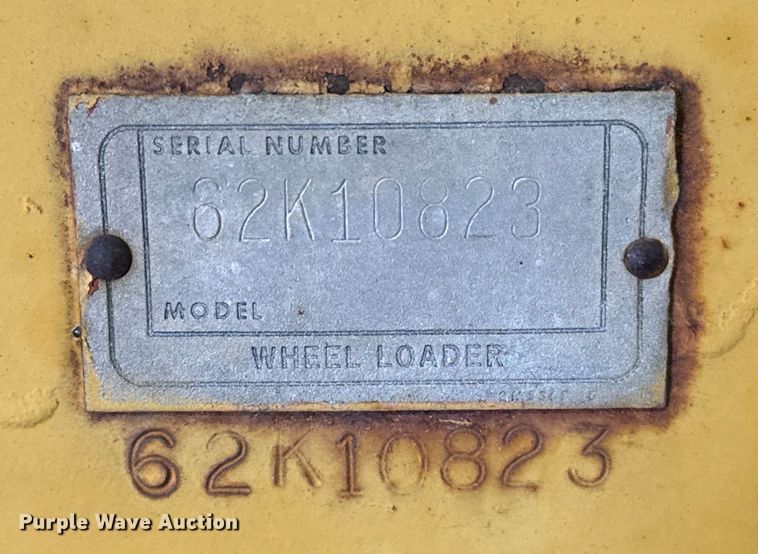 SERIAL NUMBER
62K10823
MODEL
WHEEL LOADER
62K10823
Purple Wave Auction